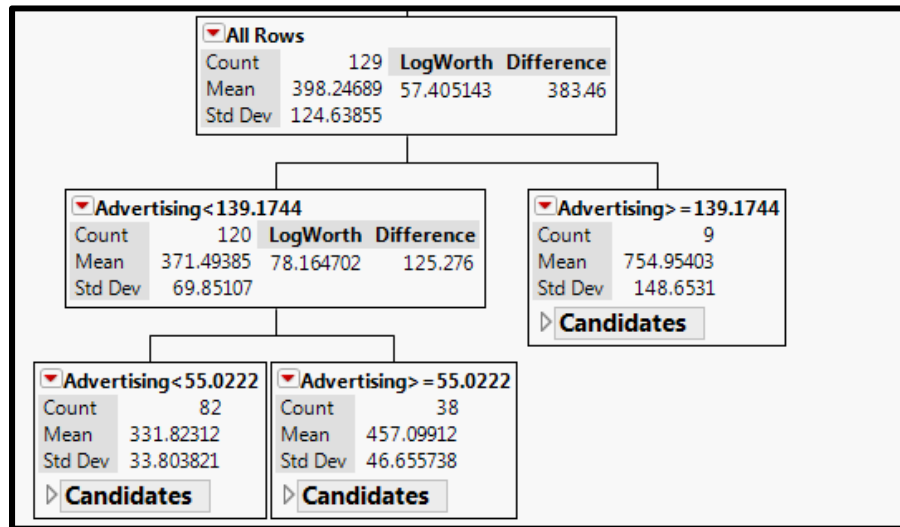 All Rows
Count 129 LogWorth Difference
Mean 398.24689 57.405143 383.46
Std Dev 124.63855
Advertising<139.1744
Count 120 LogWorth Difference
Mean 371.49385 78.164702 125.276
Std Dev 69.85107
Advertising>=139.1744
Count 9
Mean 754.95403
Std Dev 148.6531
Candidates
Advertising<55.0222
Count 82
Mean 331.82312
Std Dev 33.803821
Candidates
Advertising>=55.0222
Count 38
Mean 457.09912
Std Dev 46.655738
Candidates